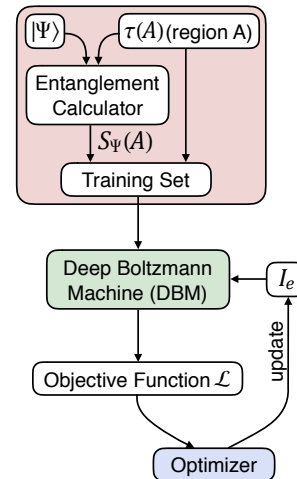 |Ψ⟩
τ(A) (region A)
Entanglement
Calculator
S_Ψ(A)
Training Set
Deep Boltzmann
Machine (DBM)
I_e
update
Objective Function ℒ
Optimizer